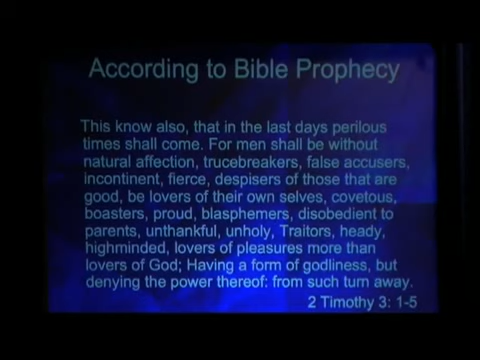 According to Bible Prophecy
This know also, that in the last days perilous
times shall come. For men shall be without
natural affection, trucebreakers, false accusers,
incontinent, fierce, despisers of those that are
good, be lovers of their own selves, covetous,
boasters, proud, blasphemers, disobedient to
parents, unthankful, unholy, Traitors, heady,
highminded, lovers of pleasures more than
lovers of God; Having a form of godliness, but
denying the power thereof: from such turn away.
2 Timothy 3: 1-5